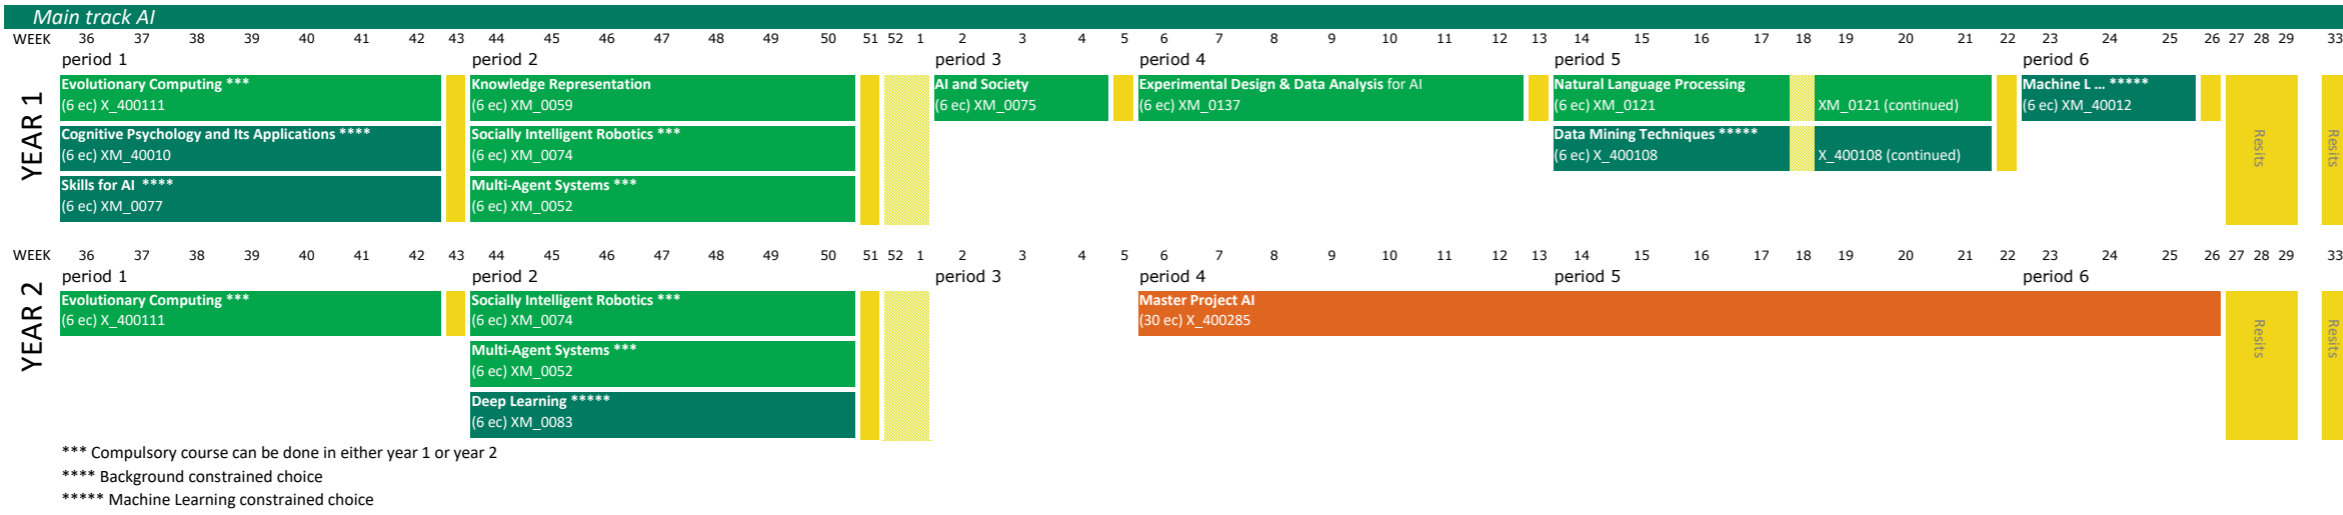 Main track AI
WEEK 36 37 38 39 40 41 42 43 44 45 46 47 48 49 50 51 52 1 2 3 4 5 6 7 8 9 10 11 12 13 14 15 16 17 18 19 20 21 22 23 24 25 26 27 28 29 33
period 1 period 2 period 3 period 4 period 5 period 6
YEAR 1
Evolutionary Computing *** Knowledge Representation AI and Society Experimental Design & Data Analysis for AI Natural Language Processing Machine L ... *****
(6 ec) X_400111 (6 ec) XM_0059 (6 ec) XM_0075 (6 ec) XM_0137 (6 ec) XM_0121 XM_0121 (continued) (6 ec) XM_40012
Cognitive Psychology and Its Applications **** Socially Intelligent Robotics *** Data Mining Techniques *****
(6 ec) XM_40010 (6 ec) XM_0074 (6 ec) X_400108 X_400108 (continued)
Resits Resits
Skills for AI **** Multi-Agent Systems ***
(6 ec) XM_0077 (6 ec) XM_0052
WEEK 36 37 38 39 40 41 42 43 44 45 46 47 48 49 50 51 52 1 2 3 4 5 6 7 8 9 10 11 12 13 14 15 16 17 18 19 20 21 22 23 24 25 26 27 28 29 33
period 1 period 2 period 3 period 4 period 5 period 6
YEAR 2
Evolutionary Computing *** Socially Intelligent Robotics *** Master Project AI
(6 ec) X_400111 (6 ec) XM_0074 (30 ec) X_400285
Resits Resits
Multi-Agent Systems ***
(6 ec) XM_0052
Deep Learning *****
(6 ec) XM_0083
*** Compulsory course can be done in either year 1 or year 2
**** Background constrained choice
***** Machine Learning constrained choice